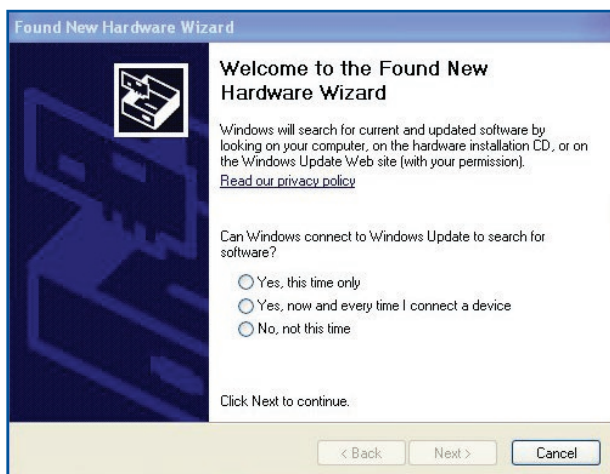 Found New Hardware Wizard
Welcome to the Found New
Hardware Wizard
Windows will search for current and updated software by
looking on your computer, on the hardware installation CD, or on
the Windows Update Web site (with your permission).
Read our privacy policy
Can Windows connect to Windows Update to search for
software?
Yes, this time only
Yes, now and every time I connect a device
No, not this time
Click Next to continue.
< Back
Next >
Cancel